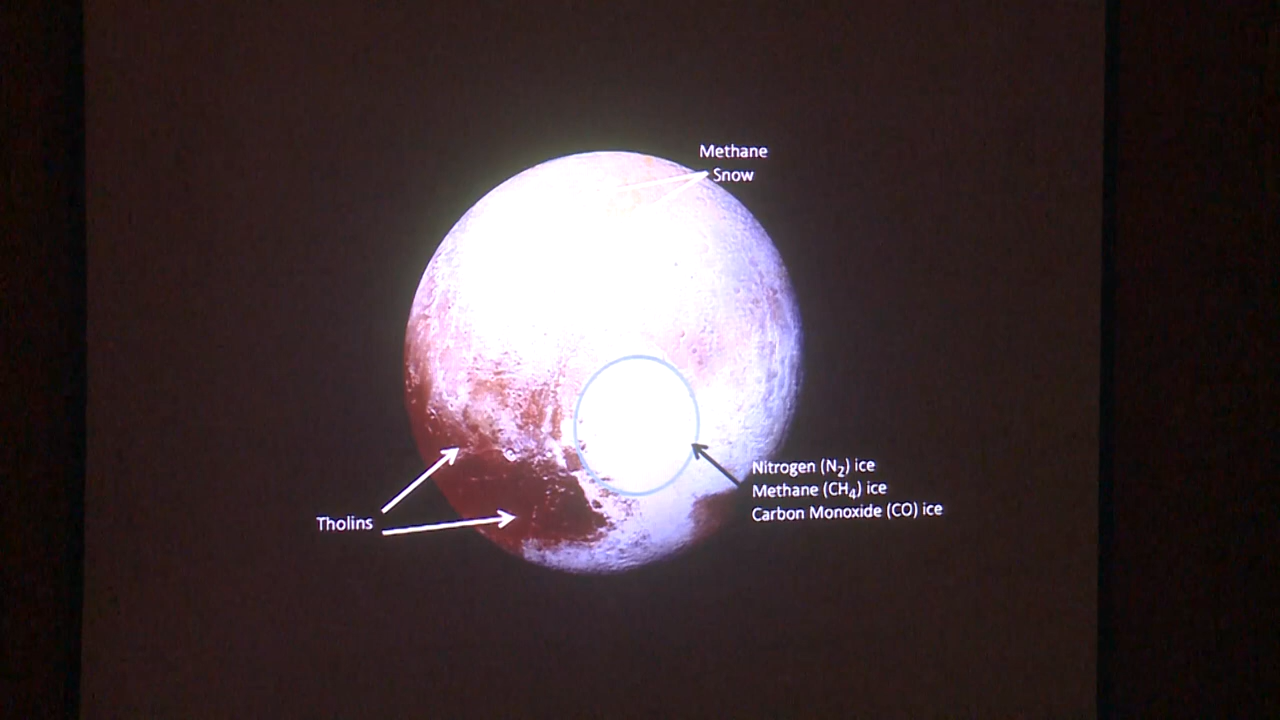 Methane
Snow
Nitrogen (N₂) ice
Methane (CH₄) ice
Carbon Monoxide (CO) ice
Tholins